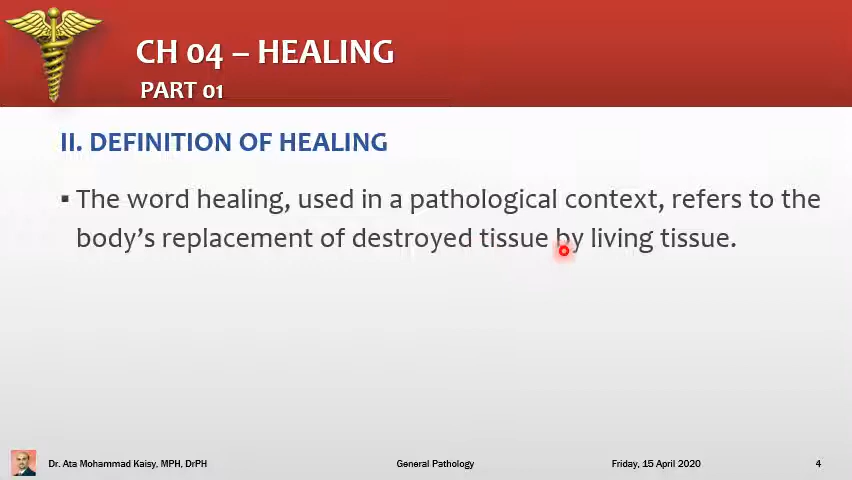 CH 04 – HEALING
PART 01
II. DEFINITION OF HEALING
▪ The word healing, used in a pathological context, refers to the
body’s replacement of destroyed tissue by living tissue.
Dr. Ata Mohammad Kaisy, MPH, DrPH
General Pathology
Friday, 15 April 2020
4